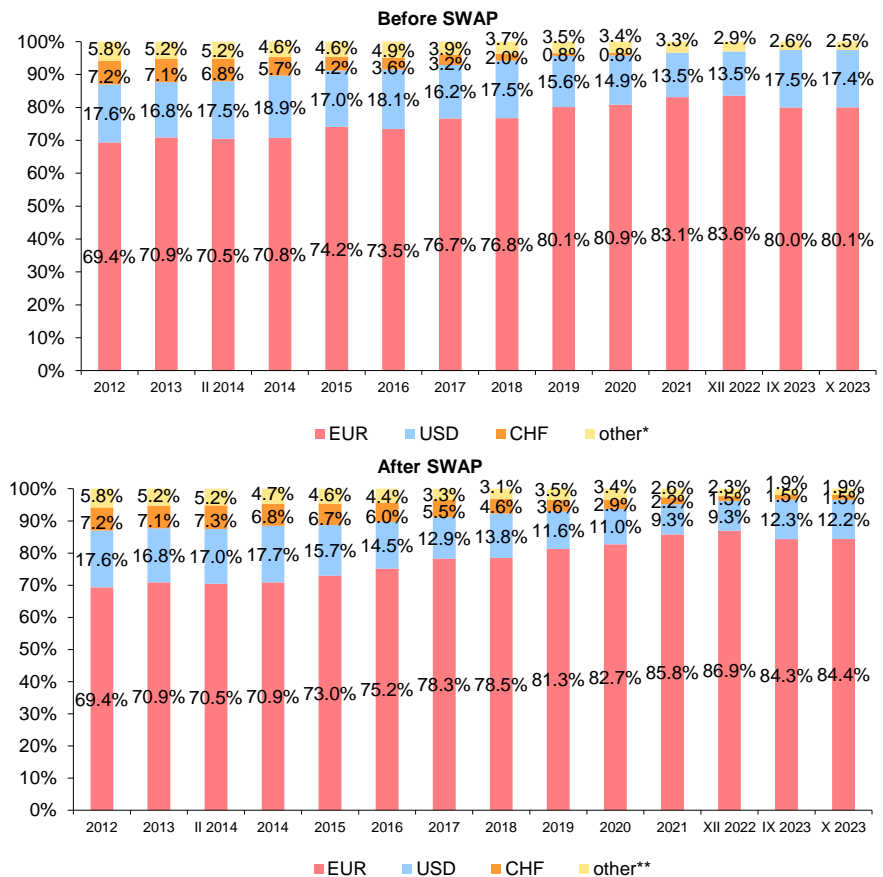 Before SWAP
100%
90%
80%
70%
60%
50%
40%
30%
20%
10%
0%
5.8% 5.2% 5.2% 4.6% 4.6% 4.9% 3.9% 3.7% 3.5% 3.4% 3.3% 2.9% 2.6% 2.5%
7.2% 7.1% 6.8% 5.7% 4.2% 3.6% 3.2% 2.0% 0.8% 0.8%
17.6% 16.8% 17.5% 18.9% 17.0% 18.1% 16.2% 17.5% 15.6% 14.9% 13.5% 13.5% 17.5% 17.4%
69.4% 70.9% 70.5% 70.8% 74.2% 73.5% 76.7% 76.8% 80.1% 80.9% 83.1% 83.6% 80.0% 80.1%
2012 2013 II 2014 2014 2015 2016 2017 2018 2019 2020 2021 XII 2022 IX 2023 X 2023
EUR USD CHF other*
After SWAP
100%
90%
80%
70%
60%
50%
40%
30%
20%
10%
0%
5.8% 5.2% 5.2% 4.7% 4.6% 4.4% 3.3% 3.1% 3.5% 3.4% 2.6% 2.3% 1.9% 1.9%
7.2% 7.1% 7.3% 6.8% 6.7% 6.0% 5.5% 4.6% 3.6% 2.9% 2.2% 1.5% 1.5% 1.5%
17.6% 16.8% 17.0% 17.7% 15.7% 14.5% 12.9% 13.8% 11.6% 11.0% 9.3% 9.3% 12.3% 12.2%
69.4% 70.9% 70.5% 70.9% 73.0% 75.2% 78.3% 78.5% 81.3% 82.7% 85.8% 86.9% 84.3% 84.4%
2012 2013 II 2014 2014 2015 2016 2017 2018 2019 2020 2021 XII 2022 IX 2023 X 2023
EUR USD CHF other**